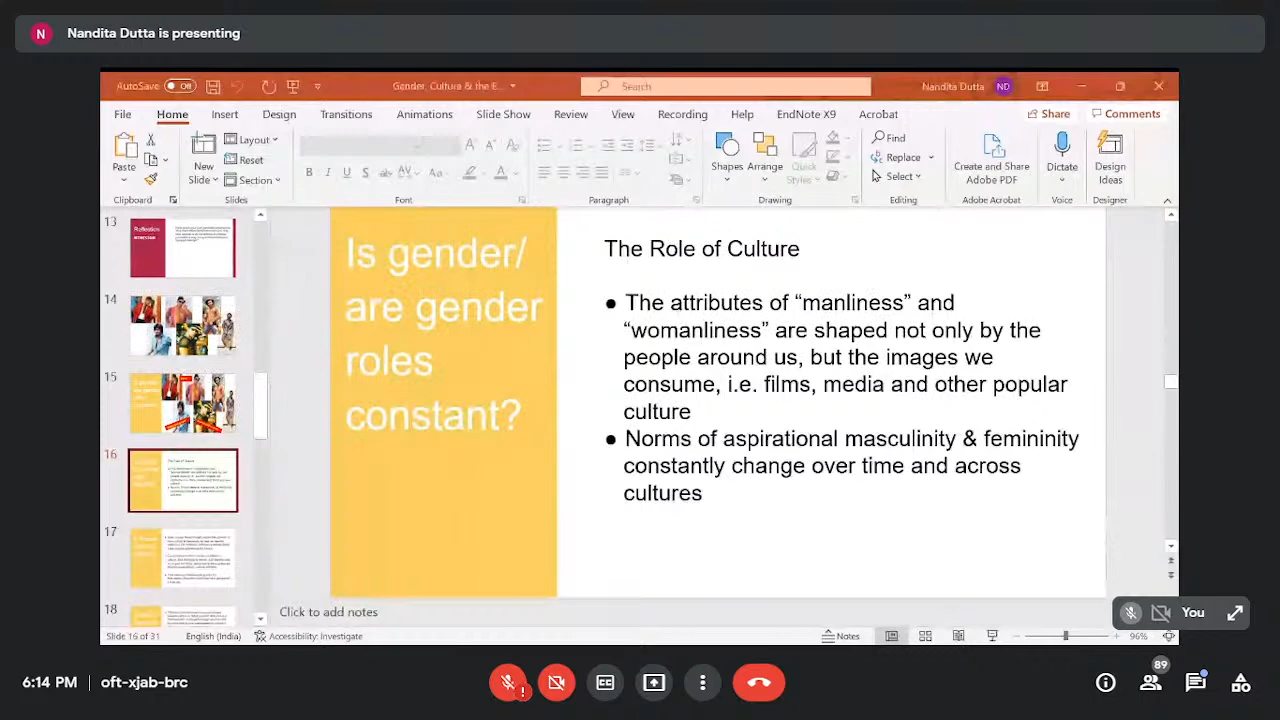 N Nandita Dutta is presenting
AutoSave Off
Gender, Cultura & the E...
Search
Nandita Dutta ND
File Home Insert Design Transitions Animations Slide Show Review View Recording Help EndNote X9 Acrobat Share Comments
Paste
New
Slide
Layout
Reset
Section
Shapes Arrange Quick
Styles
Find
Replace
Select
Create and Share
Adobe PDF
Dictate
Design
Ideas
Clipboard Slides Font Paragraph Drawing Editing Adobe Acrobat Voice Designer
13
Reflection
14
15
16
17
18
Is gender/
are gender
roles
constant?
The Role of Culture
● The attributes of “manliness” and
“womanliness” are shaped not only by the
people around us, but the images we
consume, i.e. films, media and other popular
culture
● Norms of aspirational masculinity & femininity
constantly change over time and across
cultures
Click to add notes
Slide 16 of 31 English (India) Accessibility: Investigate Notes 96%
You
6:14 PM | oft-xjab-brc
89